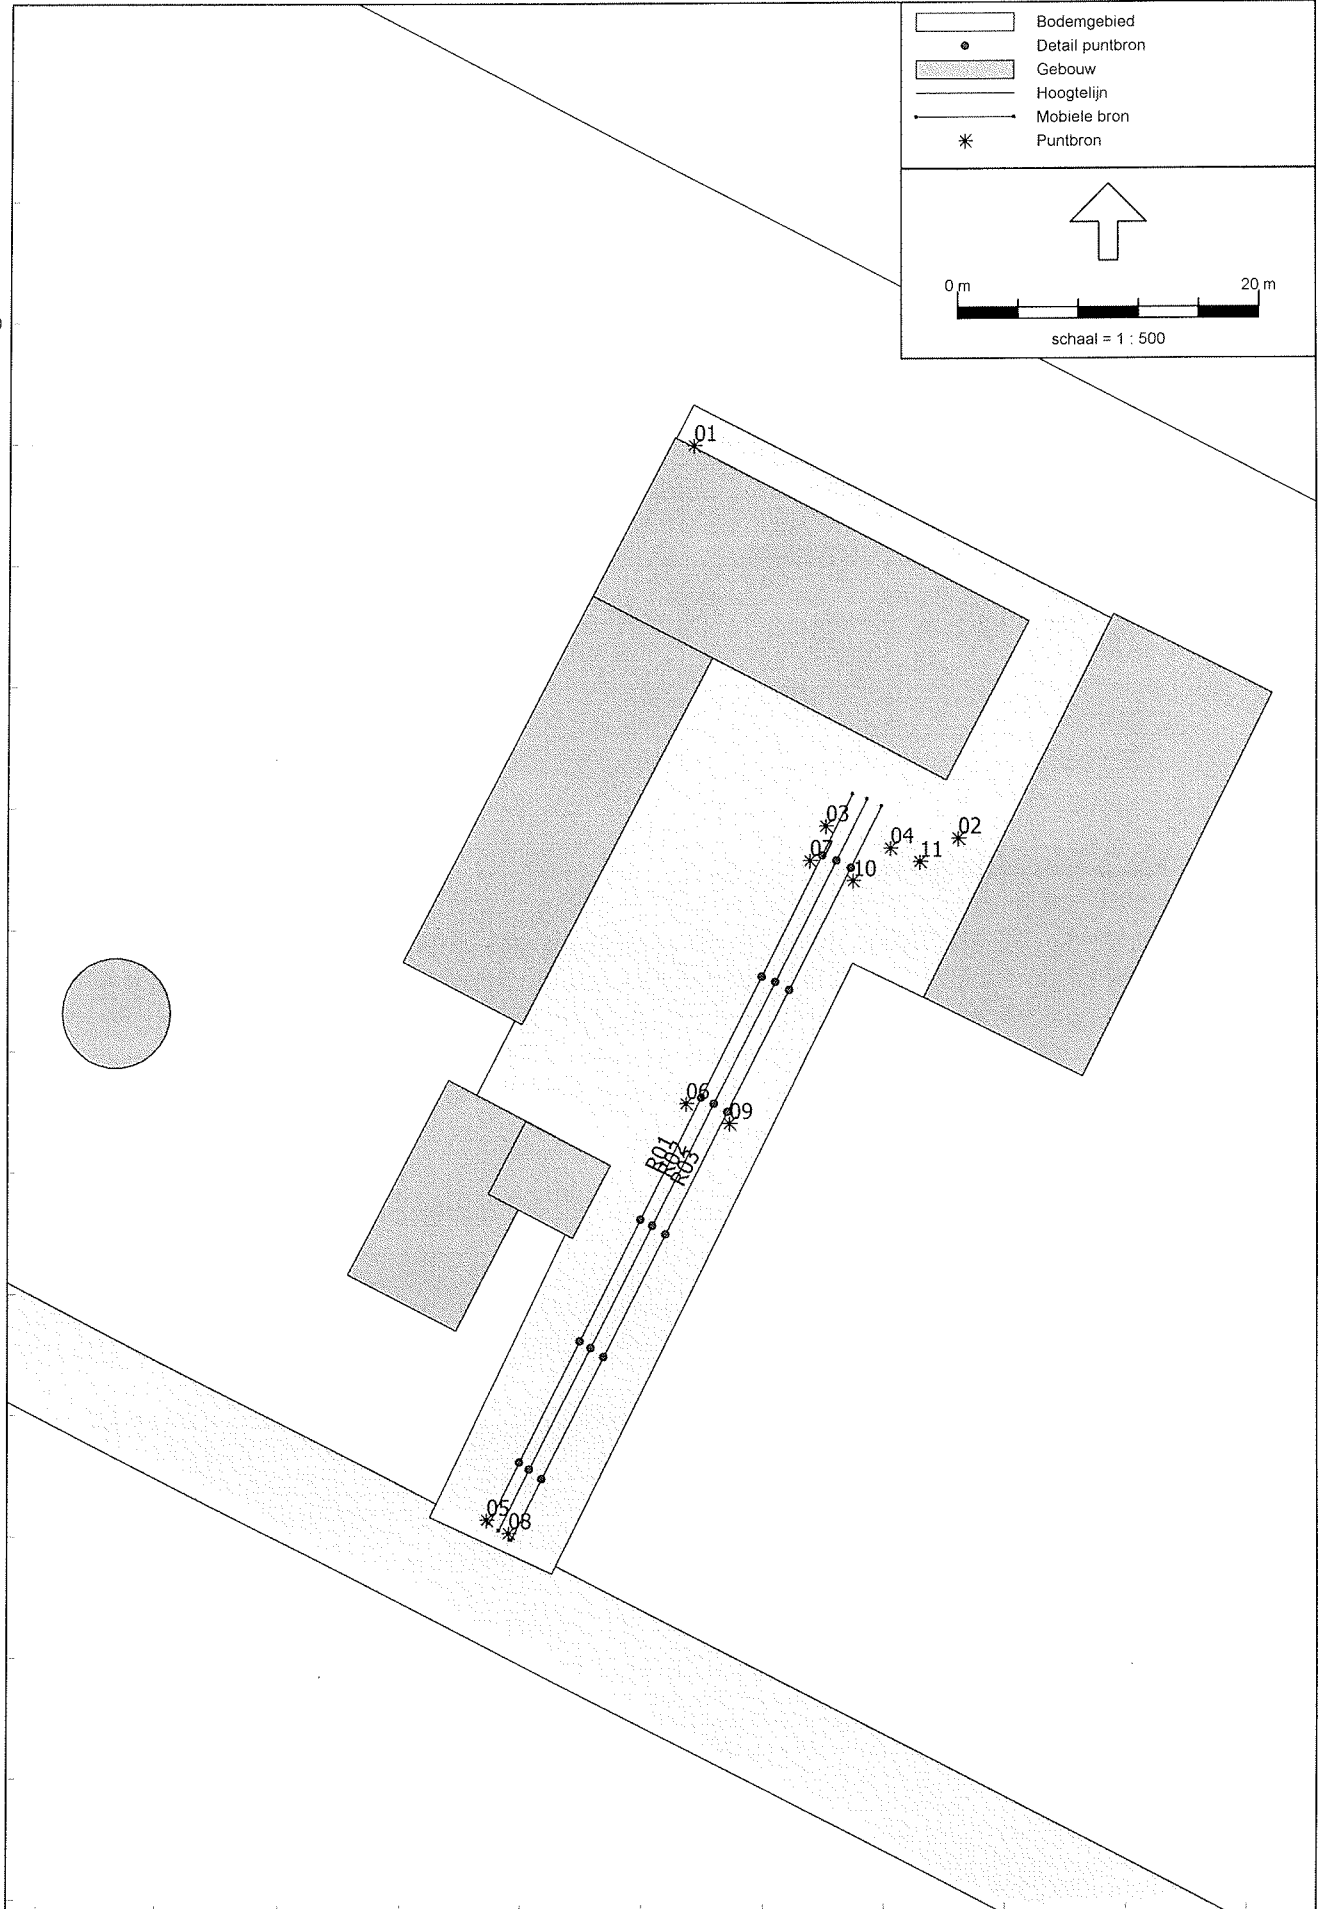 Bodemgebied
Detail puntbron
Gebouw
Hoogtelijn
Mobiele bron
Puntbron
0 m 20 m
schaal = 1 : 500
01
03
02
04
11
07
10
06
09
R01
R02
R03
05
08